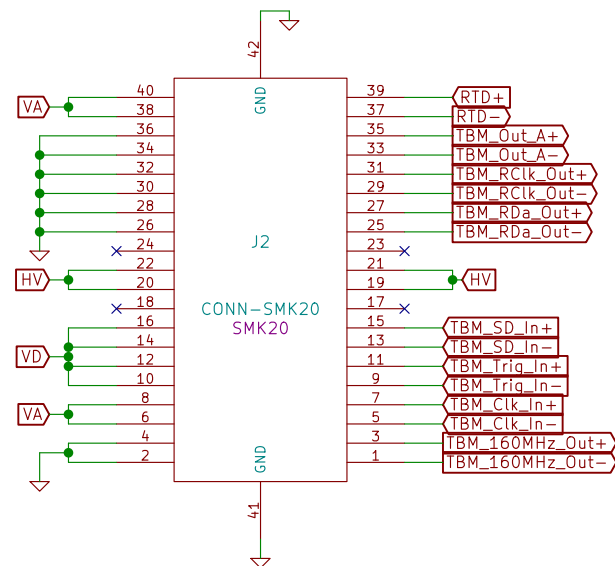 42
GND
VA 40 39 RTD+
38 37 RTD-
36 35 TBM_Out_A+
34 33 TBM_Out_A-
32 31 TBM_RClk_Out+
30 29 TBM_RClk_Out-
28 27 TBM_RDa_Out+
26 25 TBM_RDa_Out-
J2
24 23
HV 22 21 HV
20 19
18 17
CONN-SMK20
SMK20
16 15 TBM_SD_In+
VD 14 13 TBM_SD_In-
12 11 TBM_Trig_In+
10 9 TBM_Trig_In-
VA 8 7 TBM_Clk_In+
6 5 TBM_Clk_In-
4 3 TBM_160MHz_Out+
2 1 TBM_160MHz_Out-
GND
41